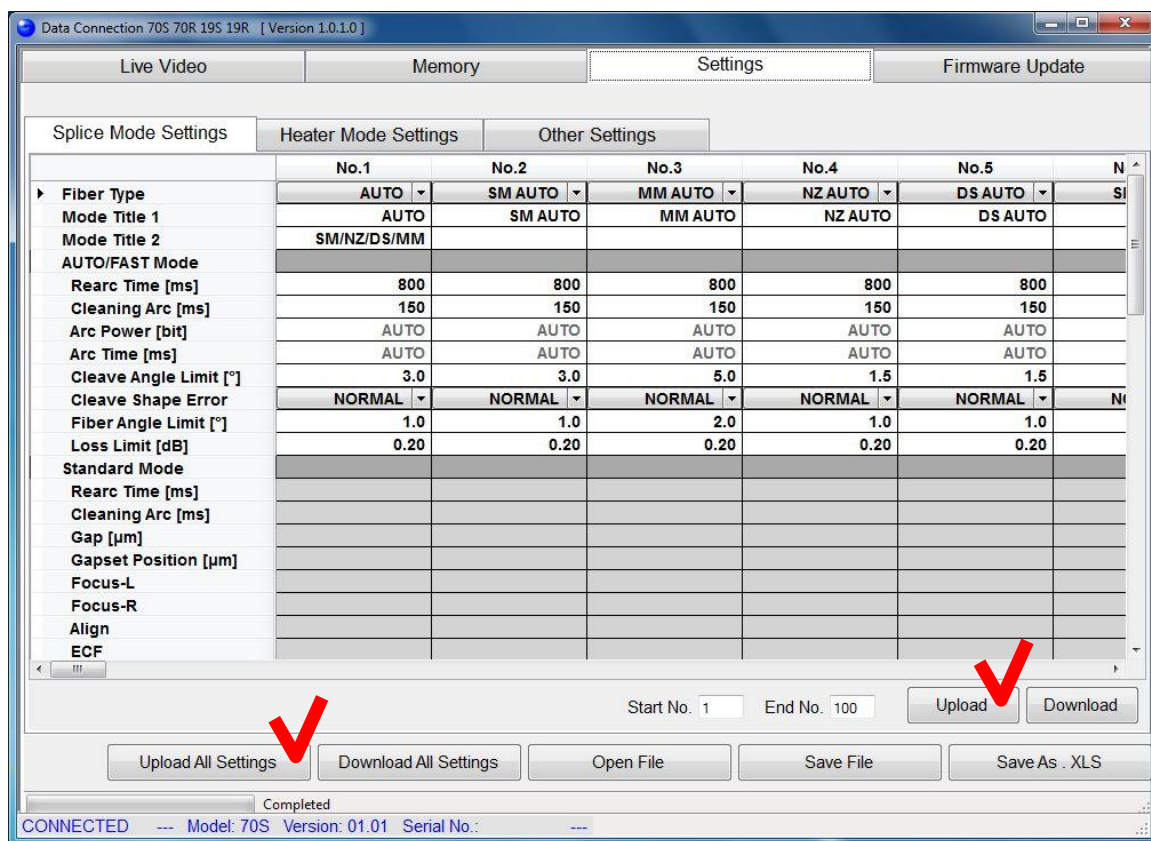 Data Connection 70S 70R 19S 19R [ Version 1.0.1.0 ]
Live Video Memory Settings Firmware Update
Splice Mode Settings Heater Mode Settings Other Settings
No.1 No.2 No.3 No.4 No.5 N
Fiber Type AUTO SM AUTO MM AUTO NZ AUTO DS AUTO SI
Mode Title 1 AUTO SM AUTO MM AUTO NZ AUTO DS AUTO
Mode Title 2 SM/NZ/DS/MM
AUTO/FAST Mode
Rearc Time [ms] 800 800 800 800 800
Cleaning Arc [ms] 150 150 150 150 150
Arc Power [bit] AUTO AUTO AUTO AUTO AUTO
Arc Time [ms] AUTO AUTO AUTO AUTO AUTO
Cleave Angle Limit [°] 3.0 3.0 5.0 1.5 1.5
Cleave Shape Error NORMAL NORMAL NORMAL NORMAL NORMAL
Fiber Angle Limit [°] 1.0 1.0 2.0 1.0 1.0
Loss Limit [dB] 0.20 0.20 0.20 0.20 0.20
Standard Mode
Rearc Time [ms]
Cleaning Arc [ms]
Gap [µm]
Gapset Position [µm]
Focus-L
Focus-R
Align
ECF
Start No. 1 End No. 100 Upload Download
Upload All Settings Download All Settings Open File Save File Save As . XLS
Completed
CONNECTED --- Model: 70S Version: 01.01 Serial No.: ---